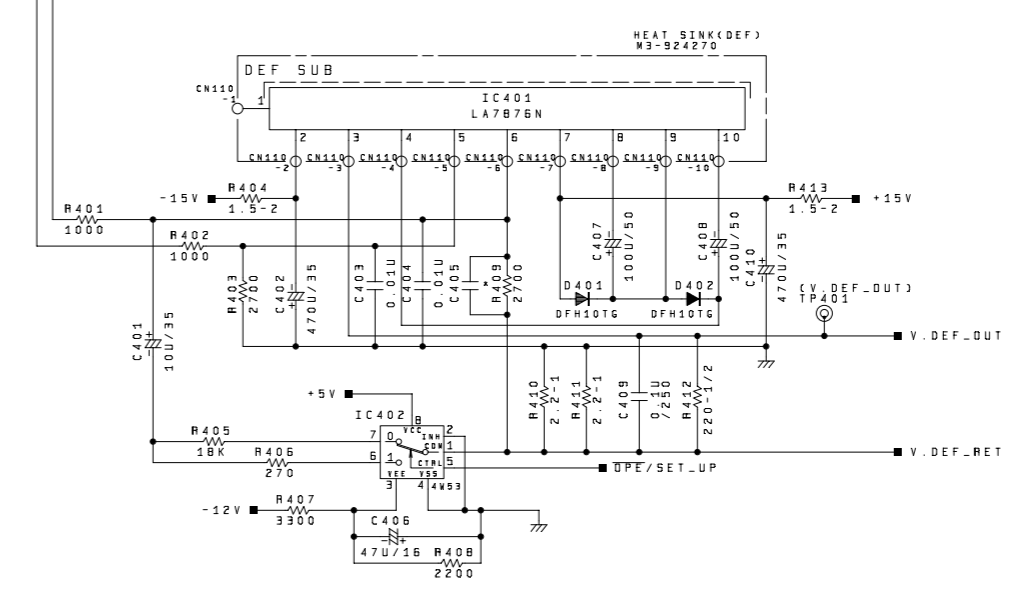 HEAT SINK(DEF)
M3-924270
DEF SUB
CN110
-1
1
IC401
LA7876N
2
3
4
5
6
7
8
9
10
CN110
-2
CN110
-3
CN110
-4
CN110
-5
CN110
-6
CN110
-7
CN110
-8
CN110
-9
CN110
-10
-15V
R404
1.5-2
R413
1.5-2
+15V
R401
1000
R402
1000
R403
2700
C402
470U/35
C403
0.01U
C404
0.01U
C405
*
R409
2700
C407
100U/50
C408
100U/50
C410
470U/35
D401
DFH10TG
D402
DFH10TG
(V.DEF_OUT)
TP401
V.DEF_OUT
C401
10U/35
R410
2.2-1
R411
2.2-1
C409
0.1U
/250
R412
220-1/2
+5V
IC402
8
VCC
R405
18K
7
0
INH
2
COM
1
R406
270
6
1
CTRL
5
VEE
VSS
3
4
4W53
V.DEF_RET
OPE/SET_UP
-12V
R407
3300
C406
47U/16
R408
2200